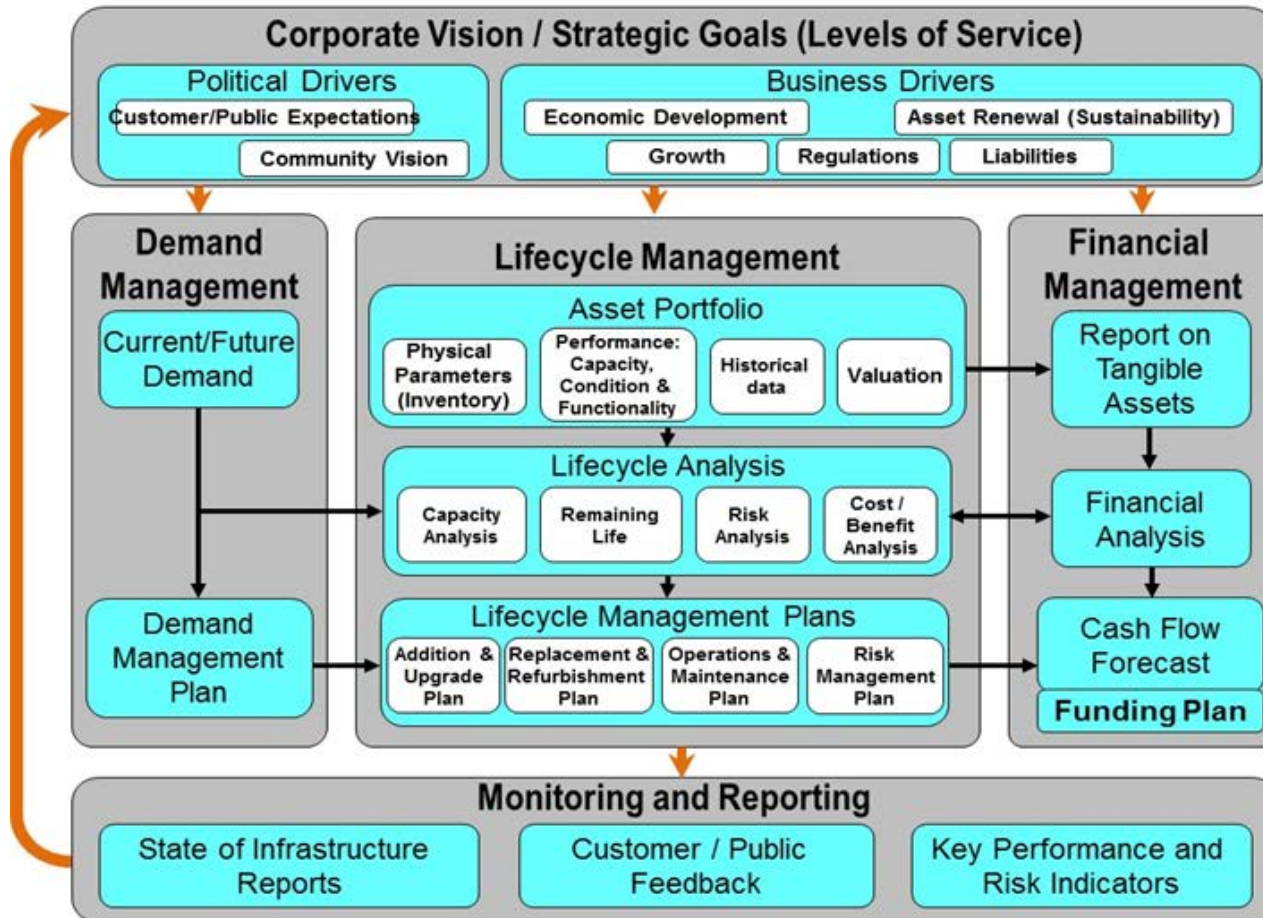 Corporate Vision / Strategic Goals (Levels of Service)
Political Drivers
Customer/Public Expectations
Community Vision
Business Drivers
Economic Development
Asset Renewal (Sustainability)
Growth
Regulations
Liabilities
Demand
Management
Current/Future
Demand
Demand
Management
Plan
Lifecycle Management
Asset Portfolio
Physical
Parameters
(Inventory)
Performance:
Capacity,
Condition &
Functionality
Historical
data
Valuation
Lifecycle Analysis
Capacity
Analysis
Remaining
Life
Risk
Analysis
Cost /
Benefit
Analysis
Lifecycle Management Plans
Addition &
Upgrade
Plan
Replacement &
Refurbishment
Plan
Operations &
Maintenance
Plan
Risk
Management
Plan
Financial
Management
Report on
Tangible
Assets
Financial
Analysis
Cash Flow
Forecast
Funding Plan
Monitoring and Reporting
State of Infrastructure
Reports
Customer / Public
Feedback
Key Performance and
Risk Indicators